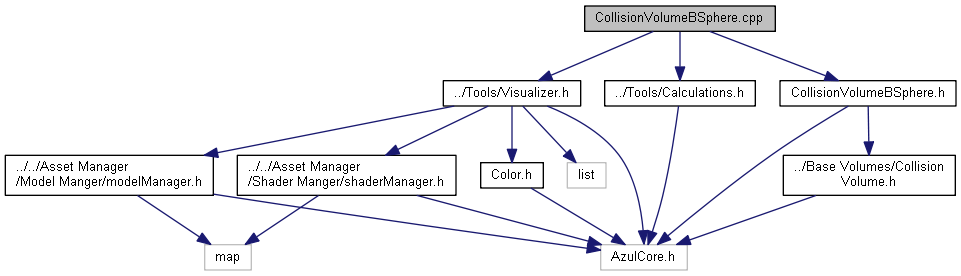 CollisionVolumeBSphere.cpp
../Tools/Visualizer.h
../Tools/Calculations.h
CollisionVolumeBSphere.h
../../Asset Manager
/Model Manger/modelManager.h
../../Asset Manager
/Shader Manger/shaderManager.h
Color.h
list
../Base Volumes/Collision
Volume.h
map
AzulCore.h